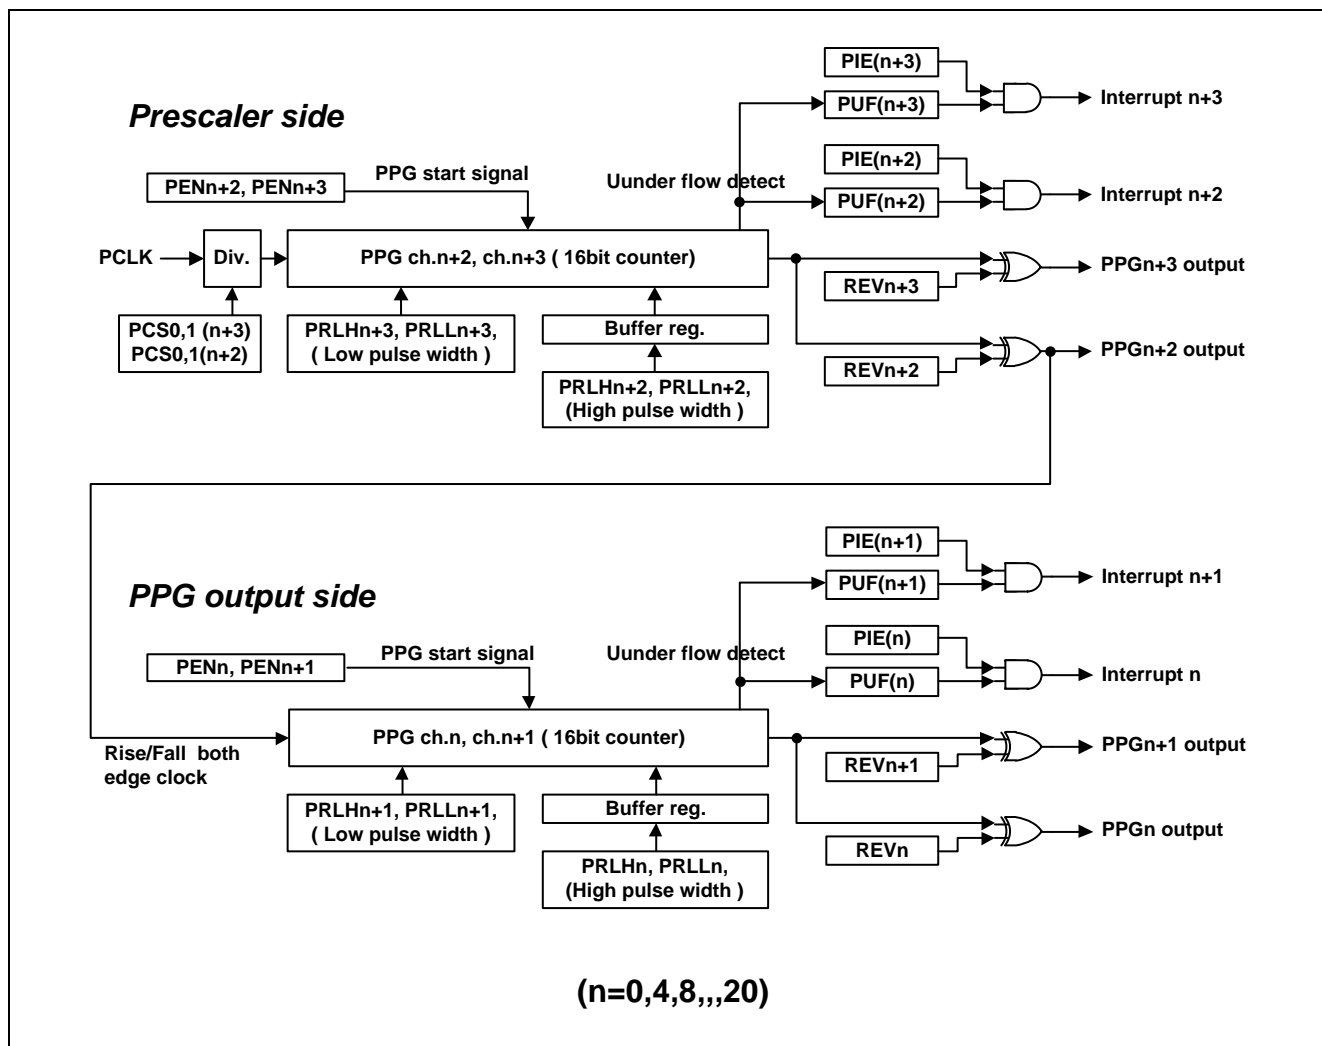 Prescaler side
PIE(n+3)
PUF(n+3)
Interrupt n+3
PIE(n+2)
PUF(n+2)
Interrupt n+2
PENn+2, PENn+3
PPG start signal
Uunder flow detect
PCLK
Div.
PPG ch.n+2, ch.n+3 ( 16bit counter)
PPGn+3 output
REVn+3
PCS0,1 (n+3)
PCS0,1(n+2)
PRLHn+3, PRLLn+3,
( Low pulse width )
Buffer reg.
PRLHn+2, PRLLn+2,
(High pulse width )
PPGn+2 output
REVn+2
PPG output side
PIE(n+1)
PUF(n+1)
Interrupt n+1
PIE(n)
PUF(n)
Interrupt n
PENn, PENn+1
PPG start signal
Uunder flow detect
Rise/Fall both
edge clock
PPG ch.n, ch.n+1 ( 16bit counter)
PPGn+1 output
REVn+1
PRLHn+1, PRLLn+1,
( Low pulse width )
Buffer reg.
PRLHn, PRLLn,
(High pulse width )
PPGn output
REVn
(n=0,4,8,,,20)